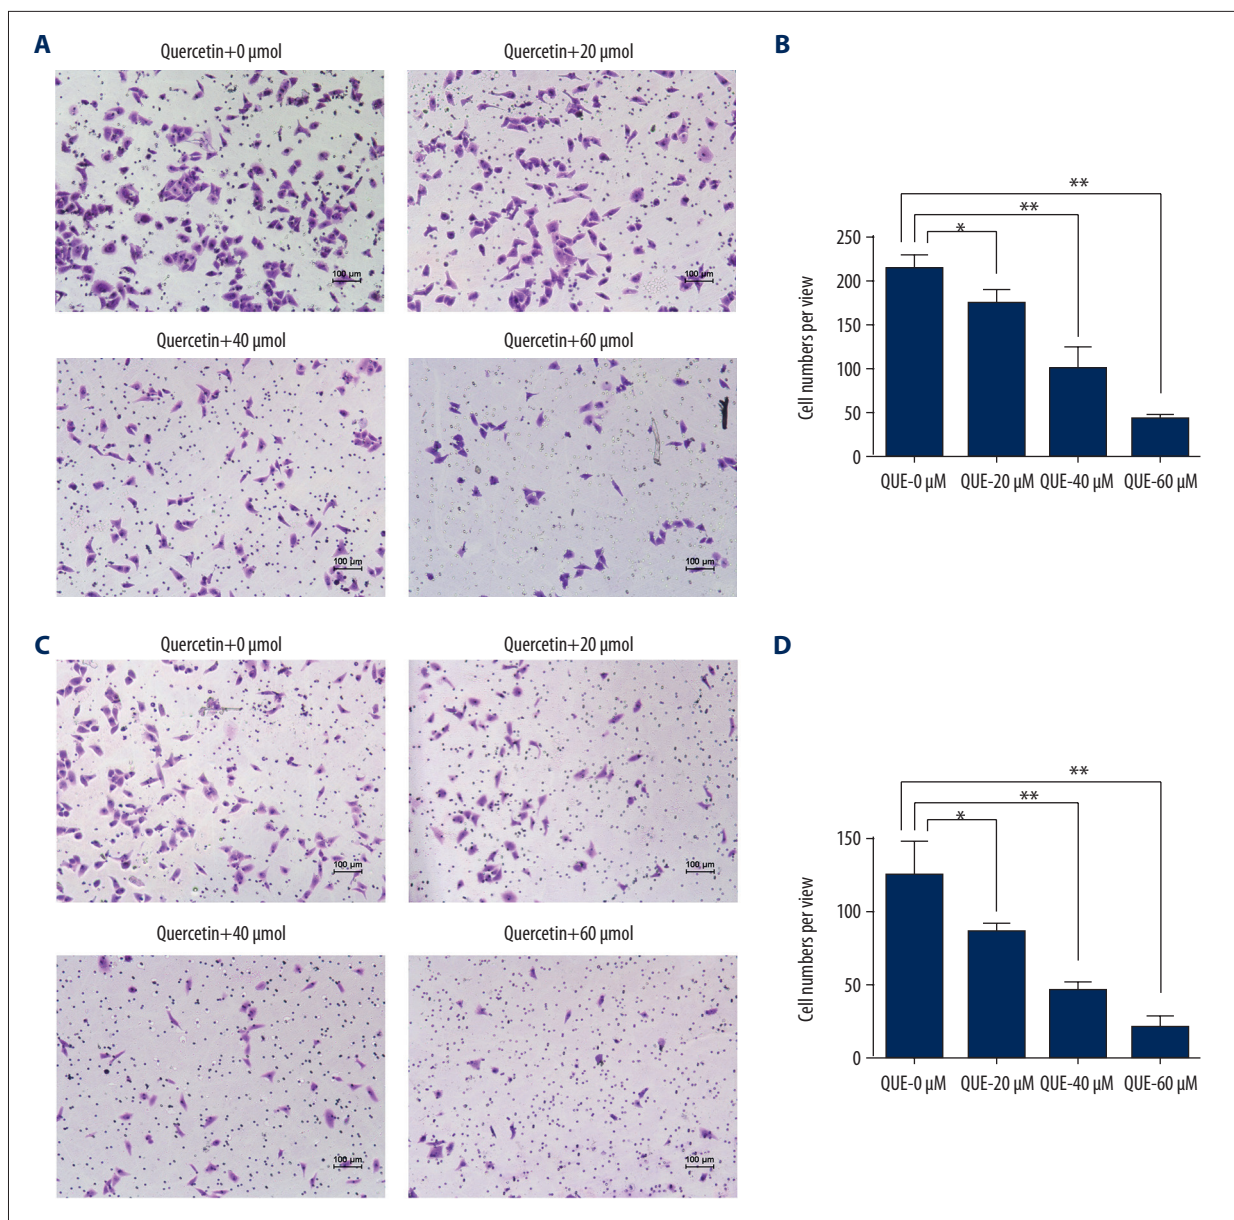 A
Quercetin+0 μmol
Quercetin+20 μmol
100 μm
100 μm
Quercetin+40 μmol
Quercetin+60 μmol
100 μm
100 μm
B
**
**
*
250
200
150
100
50
0
Cell numbers per view
QUE-0 μM QUE-20 μM QUE-40 μM QUE-60 μM
C
Quercetin+0 μmol
Quercetin+20 μmol
100 μm
100 μm
Quercetin+40 μmol
Quercetin+60 μmol
100 μm
100 μm
D
**
**
*
150
100
50
0
Cell numbers per view
QUE-0 μM QUE-20 μM QUE-40 μM QUE-60 μM